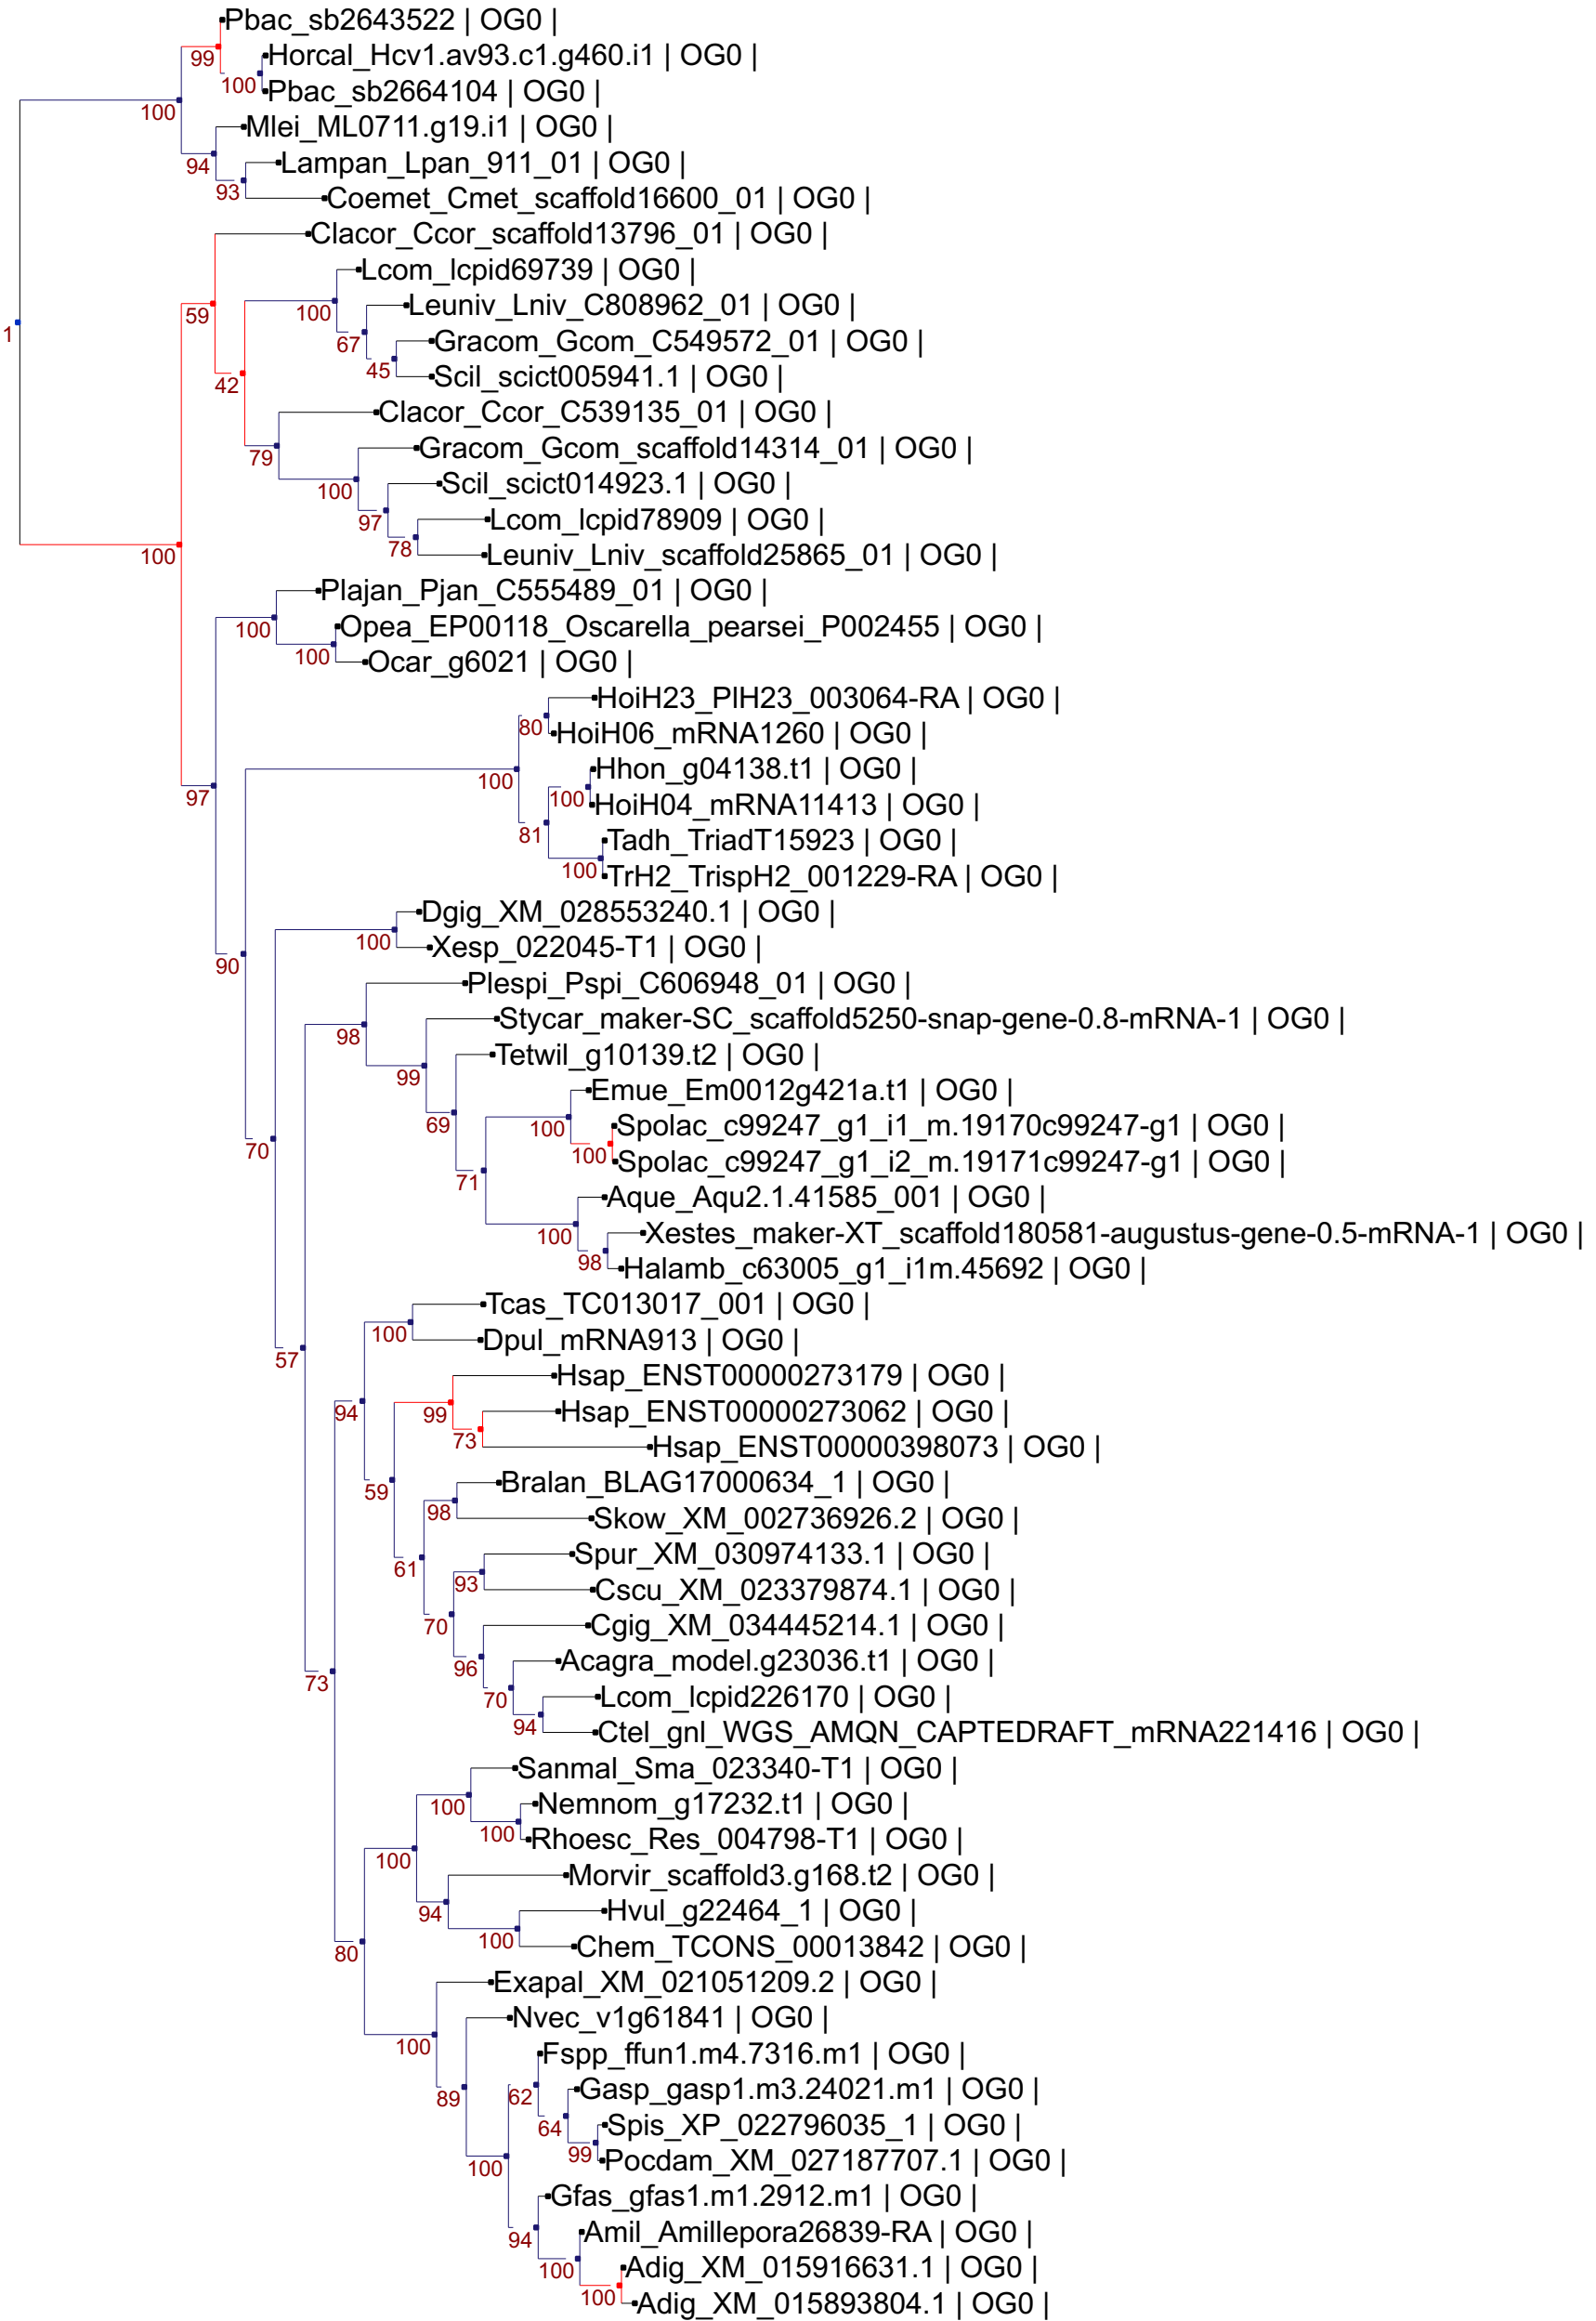 Pbac_sb2643522 | OG0 |
99
Horcal_Hcv1.av93.c1.g460.i1 | OG0 |
100
Pbac_sb2664104 | OG0 |
100
Mlei_ML0711.g19.i1 | OG0 |
94
Lampan_Lpan_911_01 | OG0 |
93
Coemet_Cmet_scaffold16600_01 | OG0 |
Clacor_Ccor_scaffold13796_01 | OG0 |
Lcom_lcpid69739 | OG0 |
59
100
Leuniv_Lniv_C808962_01 | OG0 |
1
67
Gracom_Gcom_C549572_01 | OG0 |
45
Scil_scict005941.1 | OG0 |
42
Clacor_Ccor_C539135_01 | OG0 |
79
Gracom_Gcom_scaffold14314_01 | OG0 |
100
Scil_scict014923.1 | OG0 |
97
Lcom_lcpid78909 | OG0 |
78
Leuniv_Lniv_scaffold25865_01 | OG0 |
100
Plajan_Pjan_C555489_01 | OG0 |
100
Opea_EP00118_Oscarella_pearsei_P002455 | OG0 |
100
Ocar_g6021 | OG0 |
HoiH23_PlH23_003064-RA | OG0 |
80
HoiH06_mRNA1260 | OG0 |
100
Hhon_g04138.t1 | OG0 |
97
100
HoiH04_mRNA11413 | OG0 |
81
Tadh_TriadT15923 | OG0 |
100
TrH2_TrispH2_001229-RA | OG0 |
Dgig_XM_028553240.1 | OG0 |
100
Xesp_022045-T1 | OG0 |
90
Plespi_Pspi_C606948_01 | OG0 |
98
Stycar_maker-SC_scaffold5250-snap-gene-0.8-mRNA-1 | OG0 |
99
Tetwil_g10139.t2 | OG0 |
69
Emue_Em0012g421a.t1 | OG0 |
100
Spolac_c99247_g1_i1_m.19170c99247-g1 | OG0 |
70
100
Spolac_c99247_g1_i2_m.19171c99247-g1 | OG0 |
71
Aque_Aqu2.1.41585_001 | OG0 |
100
Xestes_maker-XT_scaffold180581-augustus-gene-0.5-mRNA-1 | OG0 |
98
Halamb_c63005_g1_i1m.45692 | OG0 |
Tcas_TC013017_001 | OG0 |
100
Dpul_mRNA913 | OG0 |
57
Hsap_ENST00000273179 | OG0 |
94
99
Hsap_ENST00000273062 | OG0 |
73
Hsap_ENST00000398073 | OG0 |
59
Bralan_BLAG17000634_1 | OG0 |
98
Skow_XM_002736926.2 | OG0 |
61
Spur_XM_030974133.1 | OG0 |
93
Cscu_XM_023379874.1 | OG0 |
70
Cgig_XM_034445214.1 | OG0 |
96
Acagra_model.g23036.t1 | OG0 |
73
70
Lcom_lcpid226170 | OG0 |
94
Ctel_gnl_WGS_AMQN_CAPTEDRAFT_mRNA221416 | OG0 |
Sanmal_Sma_023340-T1 | OG0 |
100
Nemnom_g17232.t1 | OG0 |
100
Rhoesc_Res_004798-T1 | OG0 |
100
Morvir_scaffold3.g168.t2 | OG0 |
94
Hvul_g22464_1 | OG0 |
100
Chem_TCONS_00013842 | OG0 |
80
Exapal_XM_021051209.2 | OG0 |
100
Nvec_v1g61841 | OG0 |
Fspp_ffun1.m4.7316.m1 | OG0 |
89
62
Gasp_gasp1.m3.24021.m1 | OG0 |
64
Spis_XP_022796035_1 | OG0 |
99
Pocdam_XM_027187707.1 | OG0 |
100
Gfas_gfas1.m1.2912.m1 | OG0 |
94
Amil_Amillepora26839-RA | OG0 |
100
Adig_XM_015916631.1 | OG0 |
100
Adig_XM_015893804.1 | OG0 |